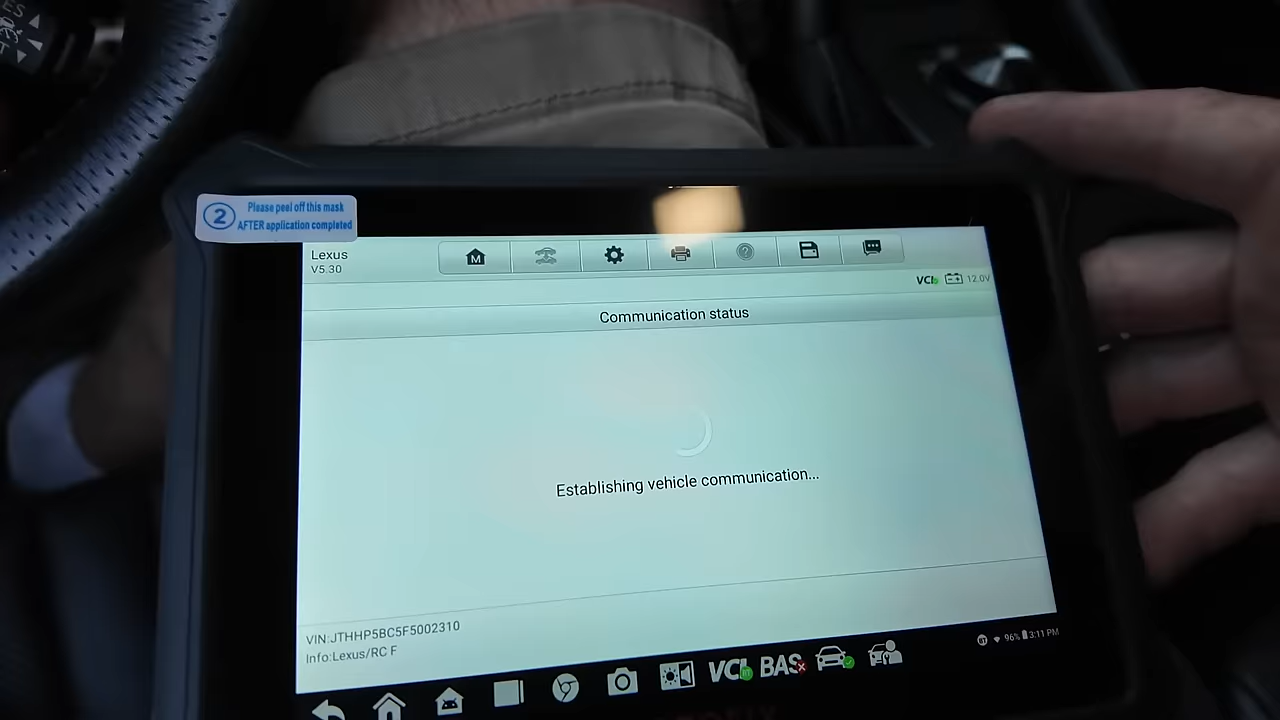 2
Please peel off this mask
AFTER application completed
Lexus
V5.30
M
VCI 12.0V
Communication status
Establishing vehicle communication...
VIN:JTHHP5BC5F5002310
Info:Lexus/RC F
VCI BAS
96% 3:11 PM